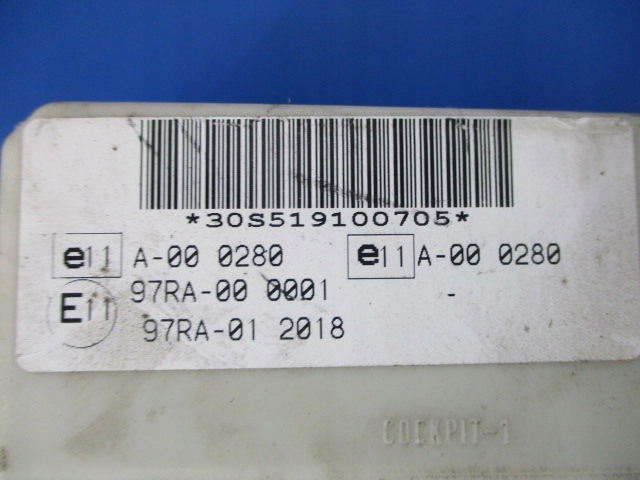 *30S519100705*
e11 A-00 0280 e11 A-00 0280
97RA-00 0001 -
E11
97RA-01 2018
COCKPIT-1